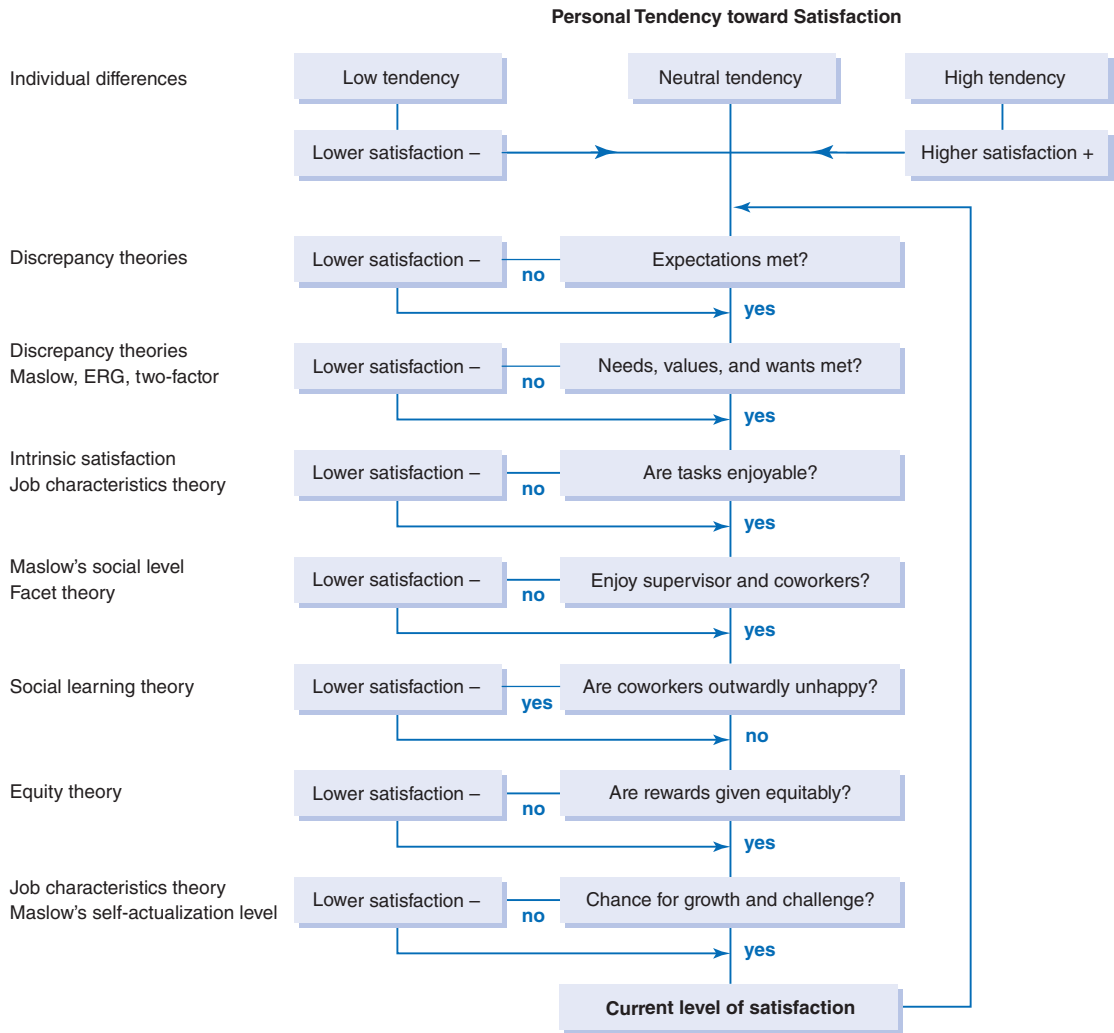 Personal Tendency toward Satisfaction
Individual differences
Low tendency
Neutral tendency
High tendency
Lower satisfaction –
Higher satisfaction +
Discrepancy theories
Lower satisfaction –
no
Expectations met?
yes
Discrepancy theories
Maslow, ERG, two-factor
Lower satisfaction –
no
Needs, values, and wants met?
yes
Intrinsic satisfaction
Job characteristics theory
Lower satisfaction –
no
Are tasks enjoyable?
yes
Maslow’s social level
Facet theory
Lower satisfaction –
no
Enjoy supervisor and coworkers?
yes
Social learning theory
Lower satisfaction –
yes
Are coworkers outwardly unhappy?
no
Equity theory
Lower satisfaction –
no
Are rewards given equitably?
yes
Job characteristics theory
Maslow’s self-actualization level
Lower satisfaction –
no
Chance for growth and challenge?
yes
Current level of satisfaction